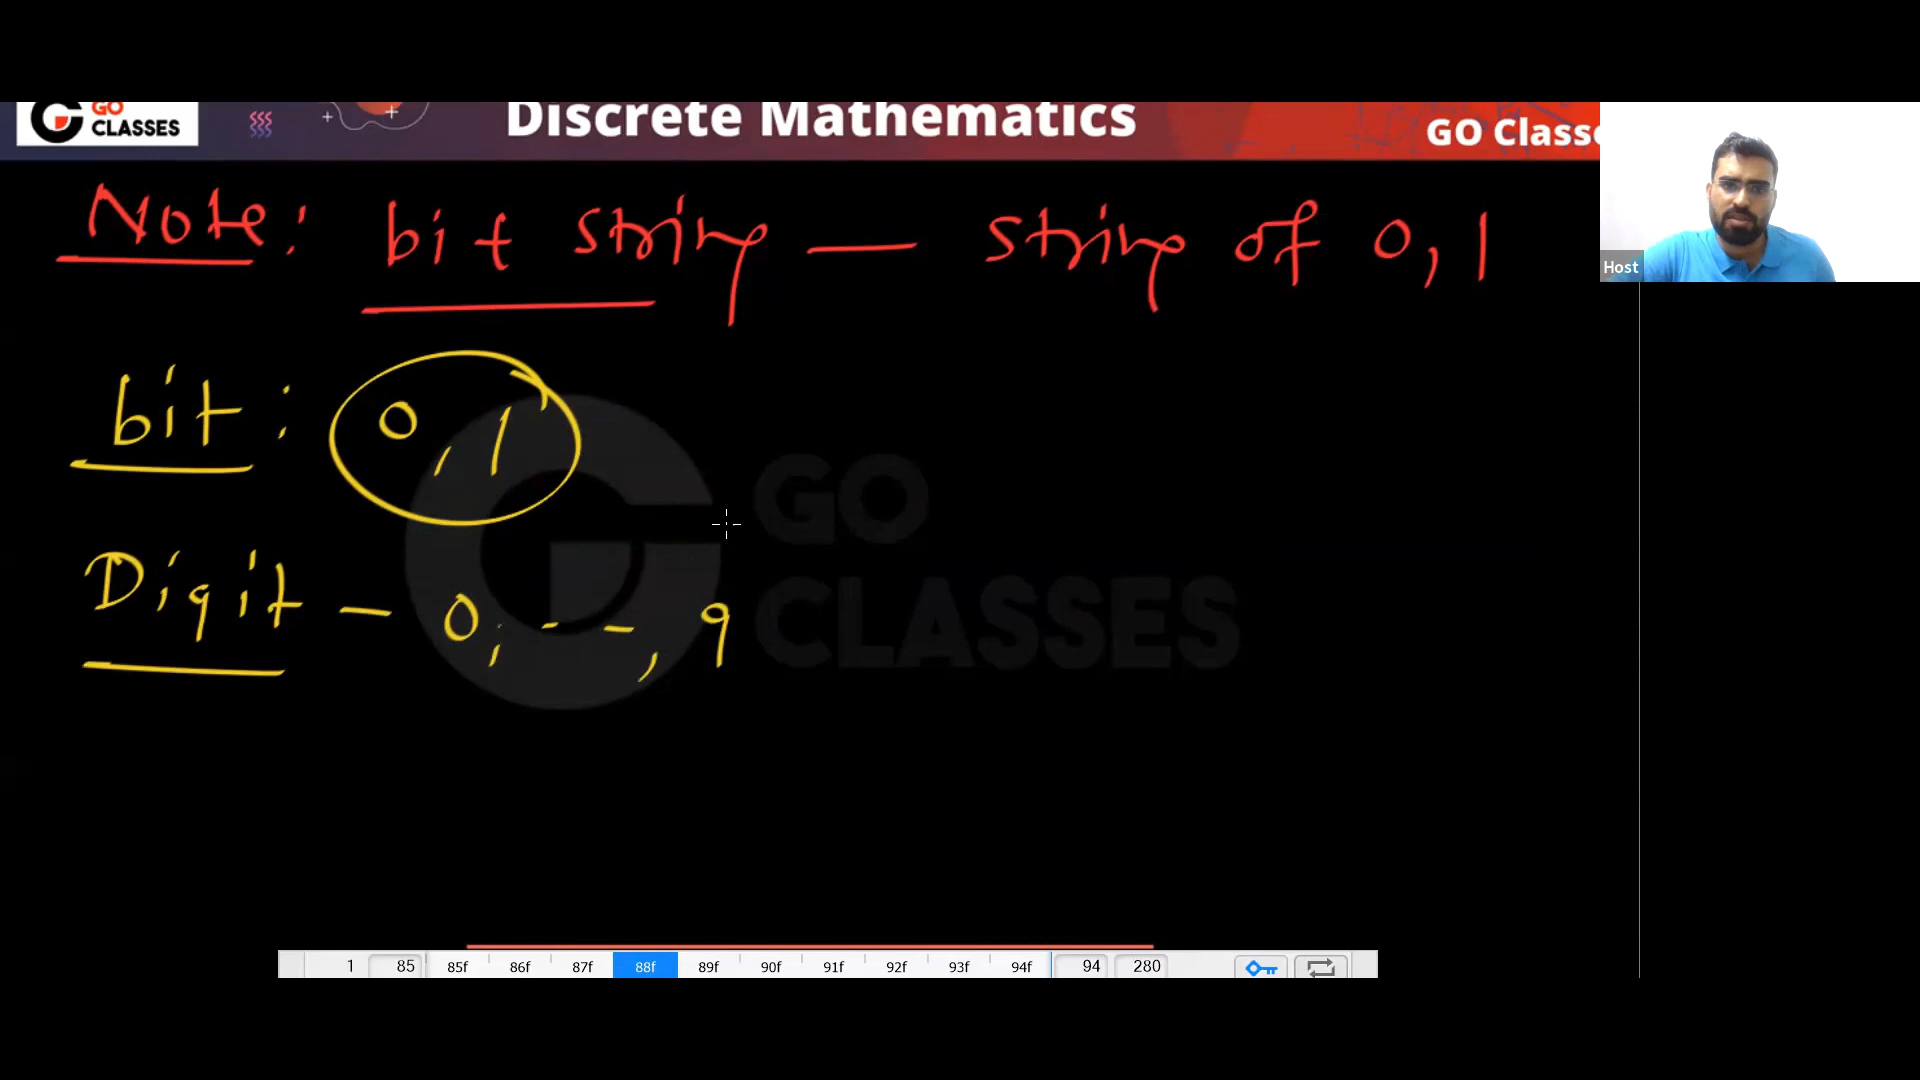 GO
CLASSES
Discrete Mathematics
GO Classe
Note: bit string — string of 0, 1
Host
bit: 0, 1
GO
CLASSES
Digit - 0, - -, 9
1 85 85f 86f 87f 88f 89f 90f 91f 92f 93f 94f 94 280